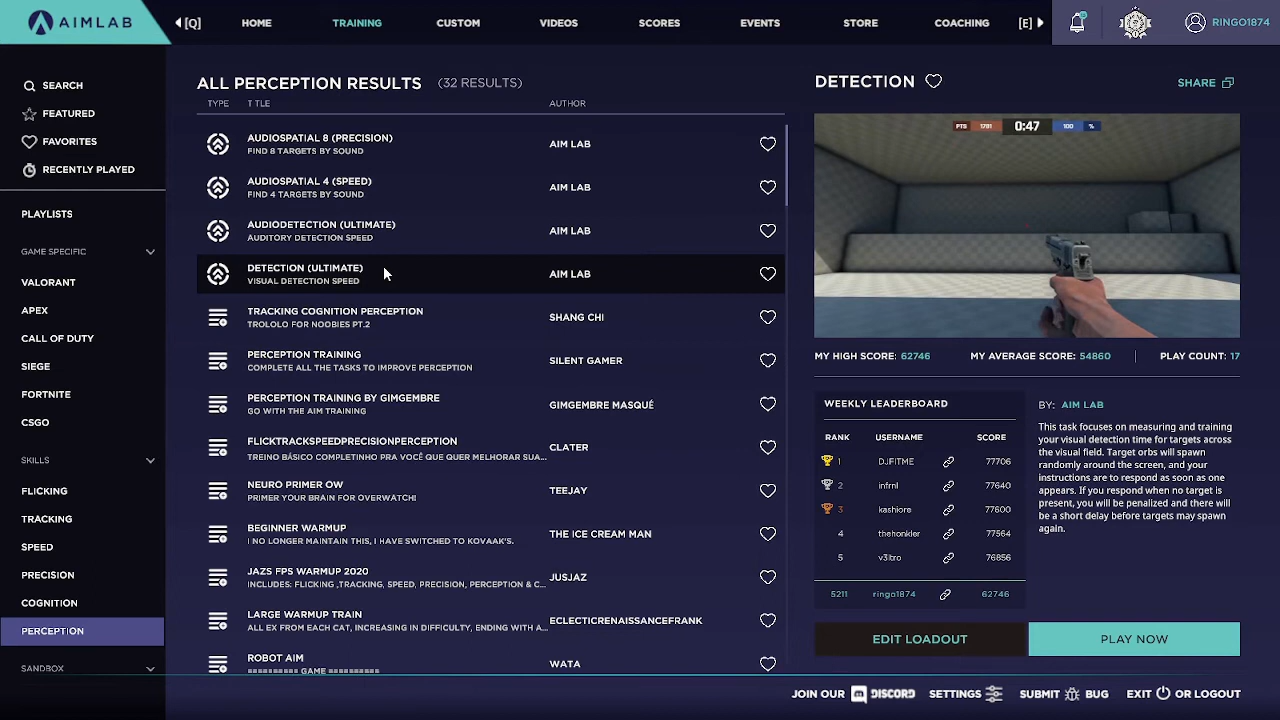 AIMLAB
[Q]
HOME
TRAINING
CUSTOM
VIDEOS
SCORES
EVENTS
STORE
COACHING
[E]
RINGO1874
SEARCH
FEATURED
FAVORITES
RECENTLY PLAYED
PLAYLISTS
GAME SPECIFIC
VALORANT
APEX
CALL OF DUTY
SIEGE
FORTNITE
CSGO
SKILLS
FLICKING
TRACKING
SPEED
PRECISION
COGNITION
PERCEPTION
SANDBOX
ALL PERCEPTION RESULTS (32 RESULTS)
TYPE TITLE AUTHOR
AUDIOSPATIAL 8 (PRECISION)
FIND 8 TARGETS BY SOUND
AIM LAB
AUDIOSPATIAL 4 (SPEED)
FIND 4 TARGETS BY SOUND
AIM LAB
AUDIODETECTION (ULTIMATE)
AUDITORY DETECTION SPEED
AIM LAB
DETECTION (ULTIMATE)
VISUAL DETECTION SPEED
AIM LAB
TRACKING COGNITION PERCEPTION
TROLOLO FOR NOOBIES PT.2
SHANG CHI
PERCEPTION TRAINING
COMPLETE ALL THE TASKS TO IMPROVE PERCEPTION
SILENT GAMER
PERCEPTION TRAINING BY GIMGEMBRE
GO WITH THE AIM TRAINING
GIMGEMBRE MASQUÉ
FLICKTRACKSPEEDPRECISIONPERCEPTION
TREINO BÁSICO COMPLETINHO PRA VOCÊ QUE QUER MELHORAR SUA...
CLATER
NEURO PRIMER OW
PRIMER YOUR BRAIN FOR OVERWATCH!
TEEJAY
BEGINNER WARMUP
I NO LONGER MAINTAIN THIS, I HAVE SWITCHED TO KOVAAK'S.
THE ICE CREAM MAN
JAZS FPS WARMUP 2020
INCLUDES: FLICKING ,TRACKING, SPEED, PRECISION, PERCEPTION & C...
JUSJAZ
LARGE WARMUP TRAIN
ALL EX FROM EACH CAT, INCREASING IN DIFFICULTY, ENDING WITH A...
ECLECTICRENAISSANCEFRANK
ROBOT AIM
========== GAME ==========
WATA
DETECTION
SHARE
PTS 1781 0:47 100 %
MY HIGH SCORE: 62746 MY AVERAGE SCORE: 54860 PLAY COUNT: 17
WEEKLY LEADERBOARD
RANK USERNAME SCORE
1 DJFITME 77706
2 infrnl 77640
3 kashiore 77600
4 thehonkler 77564
5 v3ltro 76856
5211 ringo1874 62746
BY: AIM LAB
This task focuses on measuring and training
your visual detection time for targets across
the visual field. Target orbs will spawn
randomly around the screen, and your
instructions are to respond as soon as one
appears. If you respond when no target is
present, you will be penalized and there will
be a short delay before targets may spawn
again.
EDIT LOADOUT
PLAY NOW
JOIN OUR DISCORD
SETTINGS
SUBMIT BUG
EXIT OR LOGOUT